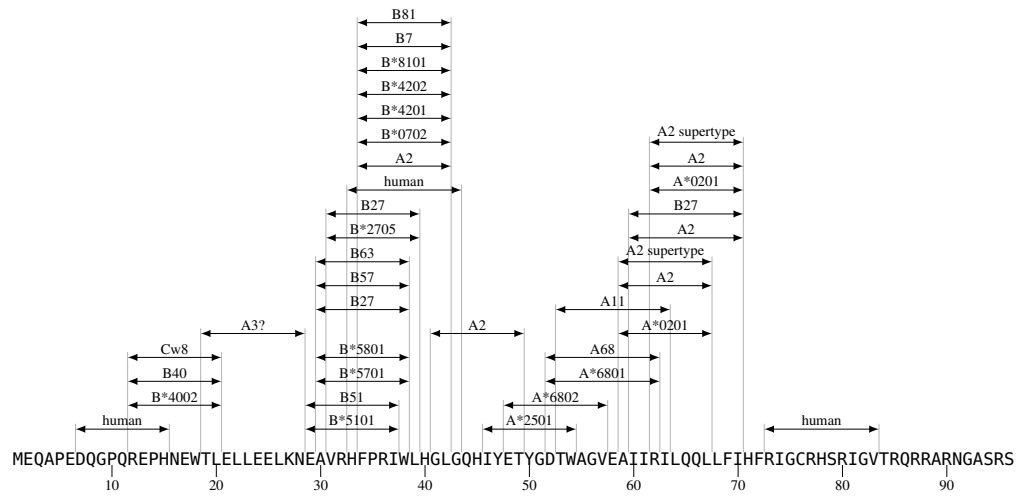 B81
B7
B*8101
B*4202
B*4201
B*0702 A2 supertype
A2 A2
human A*0201
B27 B27
B*2705 A2
B63 A2 supertype
B57 A2
B27 A11
A3? A2 A*0201
Cw8 B*5801 A68
B40 B*5701 A*6801
B*4002 B51 A*6802
human B*5101 A*2501 human
MEQAPEDQGPQREPHNEWTLELLEELKNEAVRHFPRIWLHGLGQHIYETYGDTWAGVEAIIRILQQLLFIHFRIGCRHSRIGVTRQRRARNGASRS
10 20 30 40 50 60 70 80 90